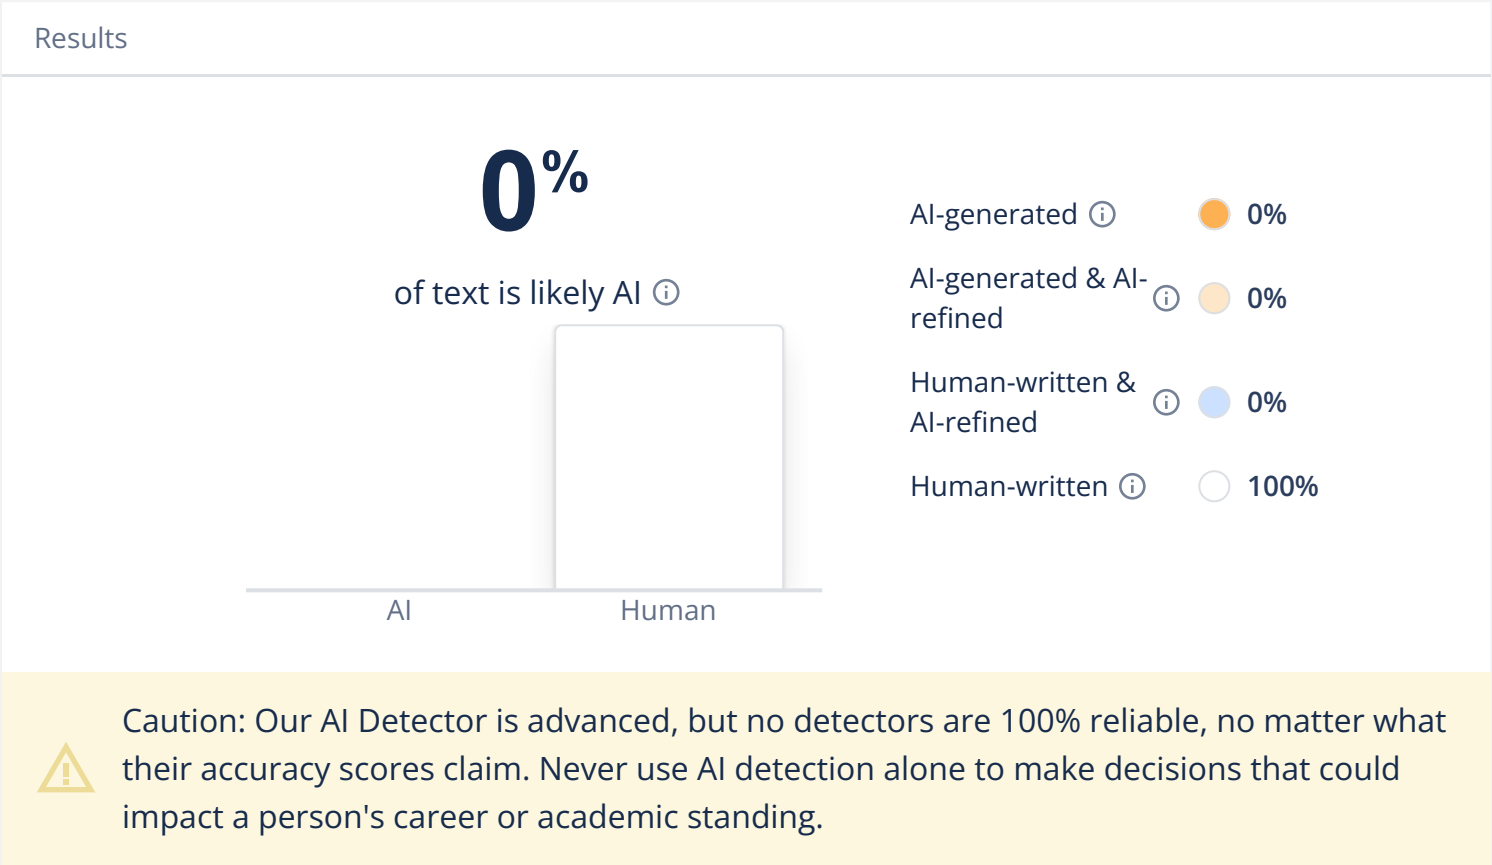 Results
0%
of text is likely AI
AI
Human
AI-generated
0%
AI-generated & AI-
refined
0%
Human-written &
AI-refined
0%
Human-written
100%
Caution: Our AI Detector is advanced, but no detectors are 100% reliable, no matter what
their accuracy scores claim. Never use AI detection alone to make decisions that could
impact a person's career or academic standing.